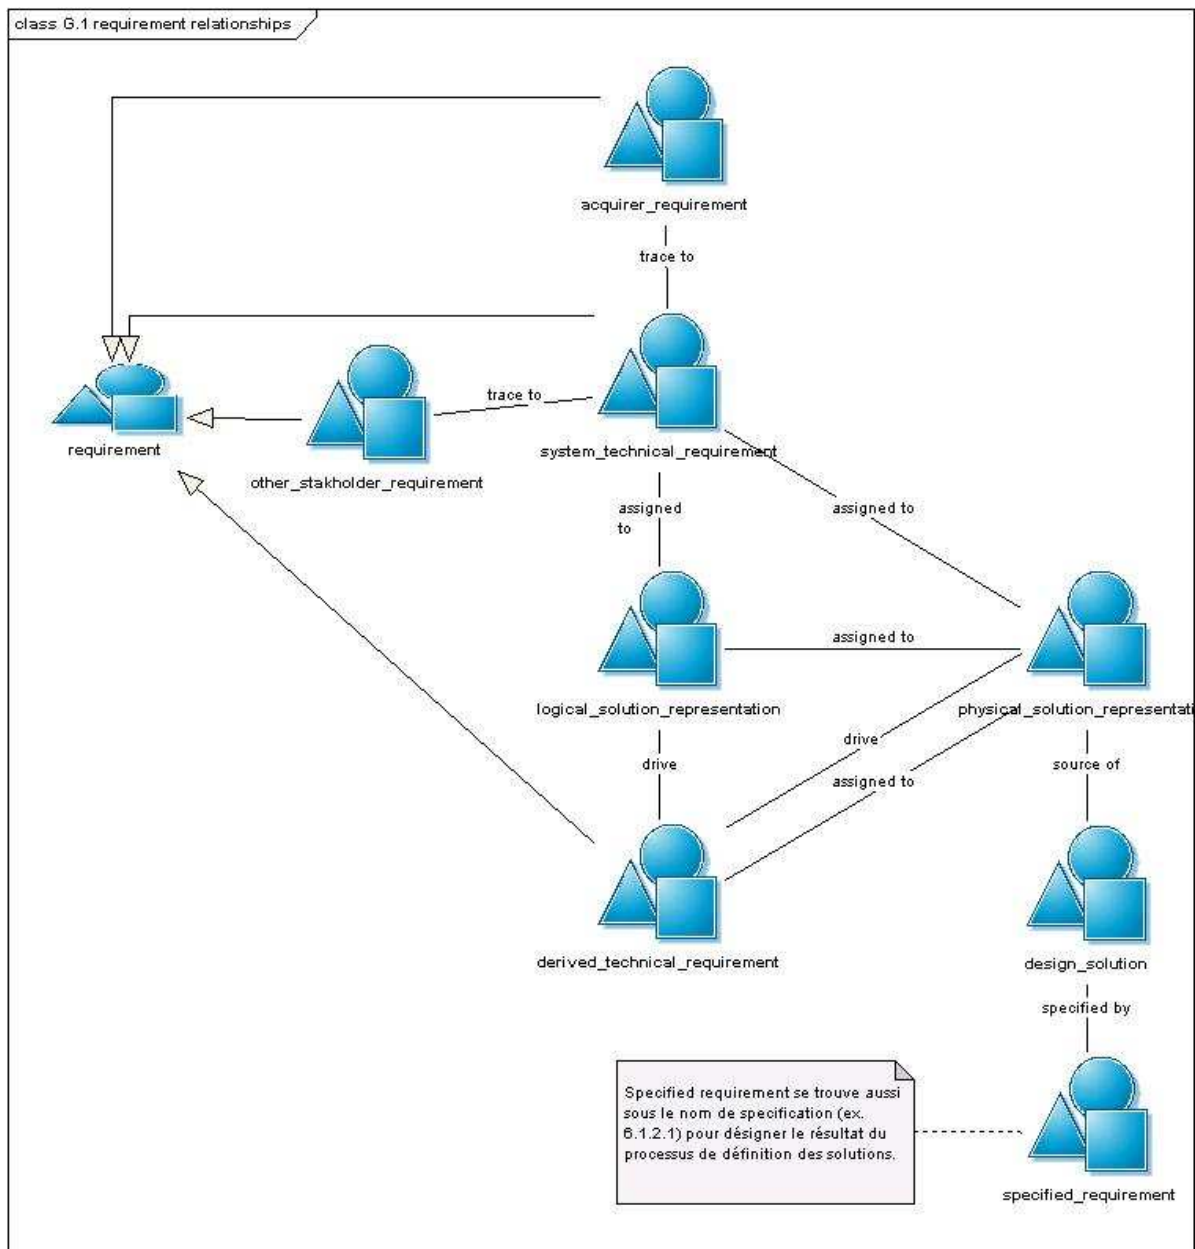 class G.1 requirement relationships
acquirer_requirement
trace to
trace to
requirement
system_technical_requirement
other_stakholder_requirement
assigned
to
assigned to
assigned to
logical_solution_representation
physical_solution_representati
drive
drive
source of
assigned to
derived_technical_requirement
design_solution
specified by
Specified requirement se trouve aussi
sous le nom de specification (ex.
6.1.2.1) pour désigner le résultat du
processus de définition des solutions.
specified_requirement